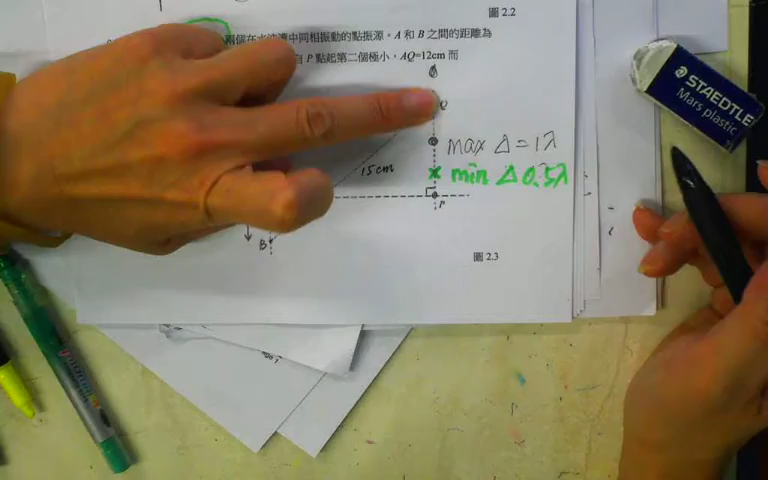 圖 2.2
兩個在水波槽中同相振動的點振源。A 和 B 之間的距離為
自 P 點起第二個極小，AQ=12cm 而
Q
max Δ=1λ
15cm
min Δ 0.5λ
P
B
圖 2.3
STAEDTLER
Mars plastic